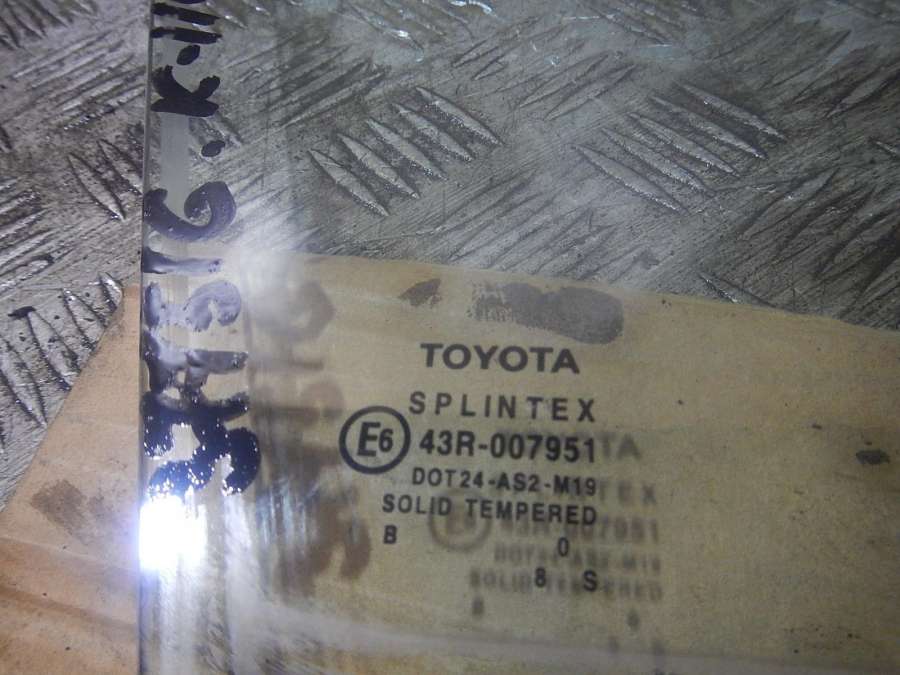 TOYOTA
SPLINTEX
E6 43R-007951
DOT24-AS2-M19
SOLID TEMPERED
B 0
8 S